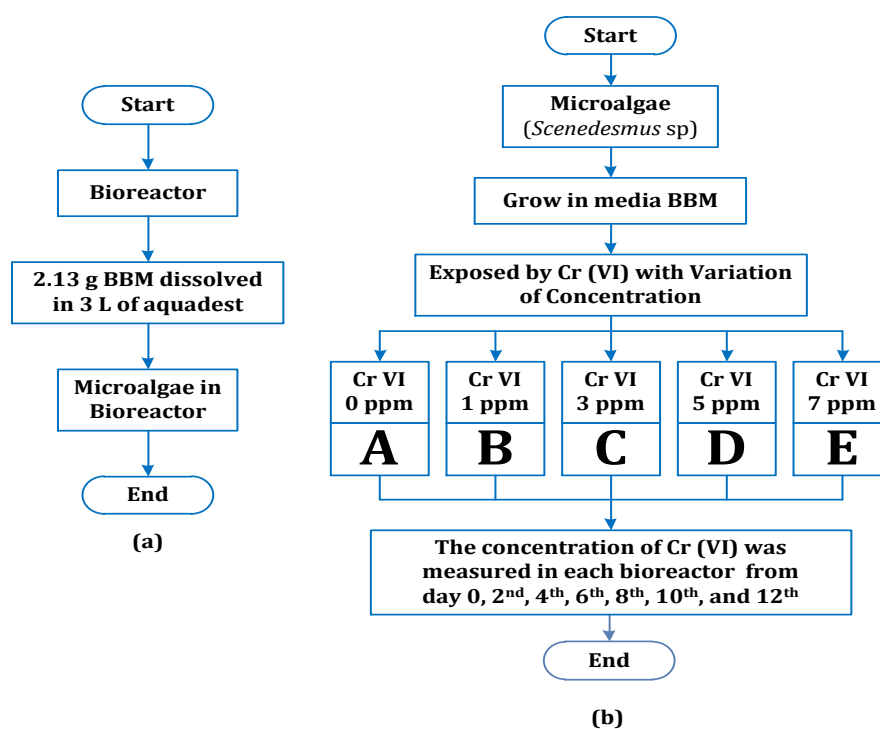 Start
Bioreactor
2.13 g BBM dissolved
in 3 L of aquadest
Microalgae in
Bioreactor
End
(a)
Start
Microalgae
(Scenedesmus sp)
Grow in media BBM
Exposed by Cr (VI) with Variation
of Concentration
Cr VI
0 ppm
A
Cr VI
1 ppm
B
Cr VI
3 ppm
C
Cr VI
5 ppm
D
Cr VI
7 ppm
E
The concentration of Cr (VI) was
measured in each bioreactor from
day 0, 2nd, 4th, 6th, 8th, 10th, and 12th
End
(b)